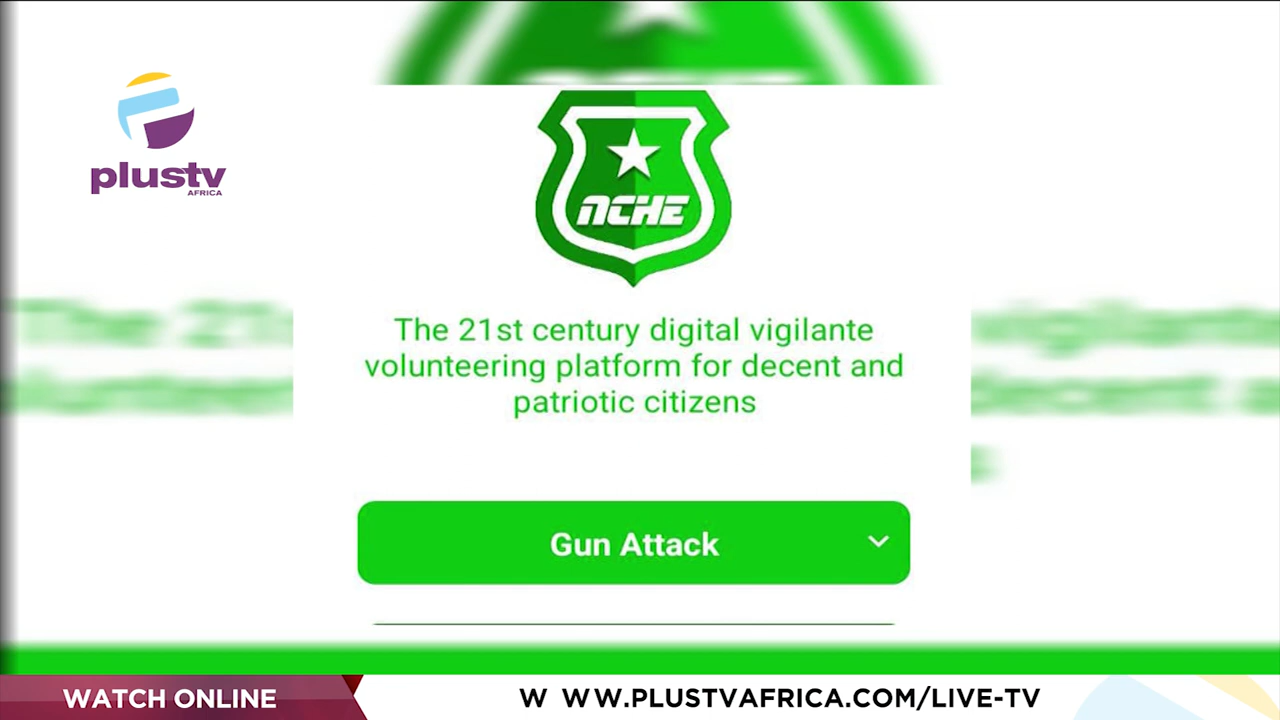 plustv
AFRICA
NCHE
The 21st century digital vigilante
volunteering platform for decent and
patriotic citizens
Gun Attack
WATCH ONLINE
W WW.PLUSTVAFRICA.COM/LIVE-TV